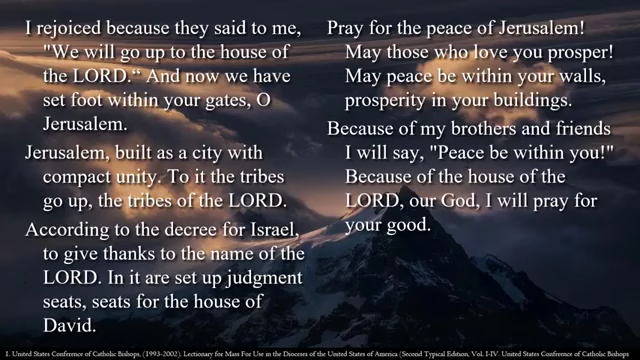 I rejoiced because they said to me,
"We will go up to the house of
the LORD.“ And now we have
set foot within your gates, O
Jerusalem.
Jerusalem, built as a city with
compact unity. To it the tribes
go up, the tribes of the LORD.
According to the decree for Israel,
to give thanks to the name of the
LORD. In it are set up judgment
seats, seats for the house of
David.
Pray for the peace of Jerusalem!
May those who love you prosper!
May peace be within your walls,
prosperity in your buildings.
Because of my brothers and friends
I will say, "Peace be within you!"
Because of the house of the
LORD, our God, I will pray for
your good.
1. United States Conference of Catholic Bishops. (1993-2002). Lectionary for Mass For Use in the Dioceses of the United States of America (Second Typical Edition, Vol. I-IV. United States Conference of Catholic Bishops